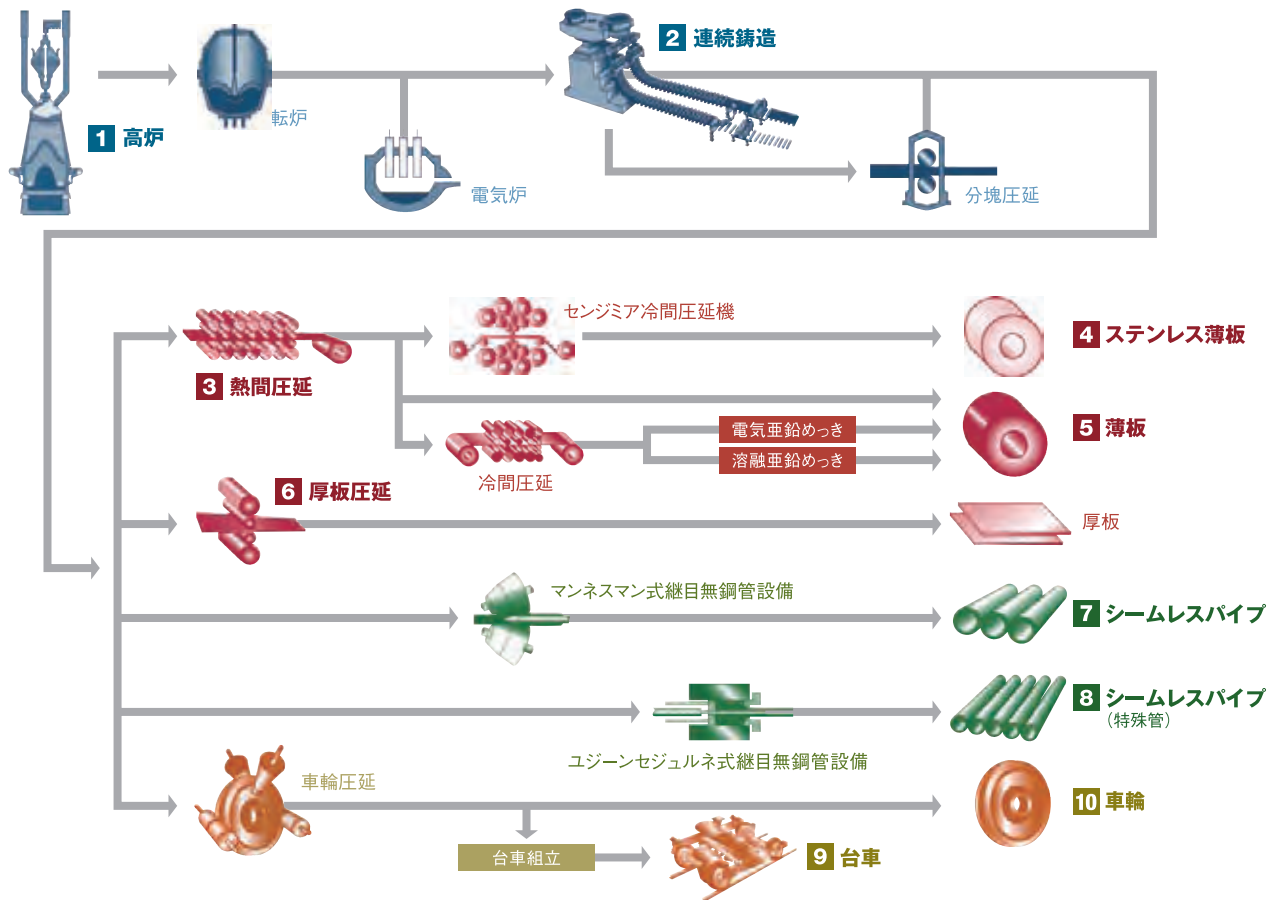 1 高炉
転炉
電気炉
2 連続鋳造
分塊圧延
3 熱間圧延
センジミア冷間圧延機
4 ステンレス薄板
冷間圧延
電気亜鉛めっき
溶融亜鉛めっき
5 薄板
6 厚板圧延
厚板
マンネスマン式継目無鋼管設備
7 シームレスパイプ
ユジーンセジュルネ式継目無鋼管設備
8 シームレスパイプ
（特殊管）
車輪圧延
10 車輪
台車組立
9 台車